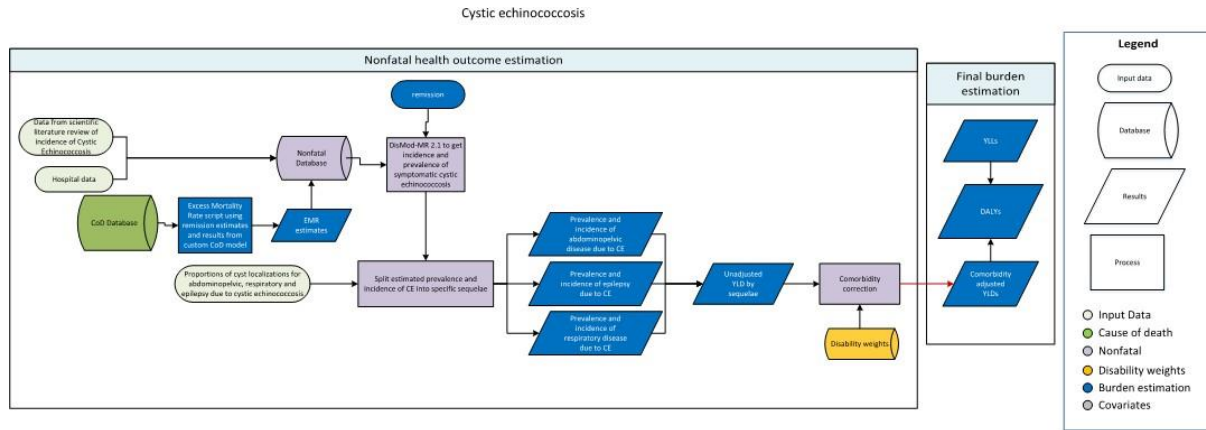 Cystic echinococcosis
Nonfatal health outcome estimation
remission
Data from scientific
literature review of
incidence of Cystic
Echinococcosis
Hospital data
Nonfatal
Database
DisMod-MR 2.1 to get
incidence and
prevalence of
symptomatic cystic
echinococcosis
CoD Database
Excess Mortality
Rate script using
remission estimates
and results from
custom CoD model
EMR
estimates
Proportions of cyst localizations for
abdominopelvic, respiratory and
epilepsy due to cystic echinococcosis
Split estimated prevalence and
incidence of CE into specific sequelae
Prevalence and
incidence of
abdominopelvic
disease due to CE
Prevalence and
incidence of epilepsy
due to CE
Prevalence and
incidence of
respiratory disease
due to CE
Unadjusted
YLD by
sequelae
Comorbidity
correction
Disability weights
Final burden
estimation
YLLs
DALYs
Comorbidity
adjusted YLDs
Legend
Input data
Database
Results
Process
Input Data
Cause of death
Nonfatal
Disability weights
Burden estimation
Covariates